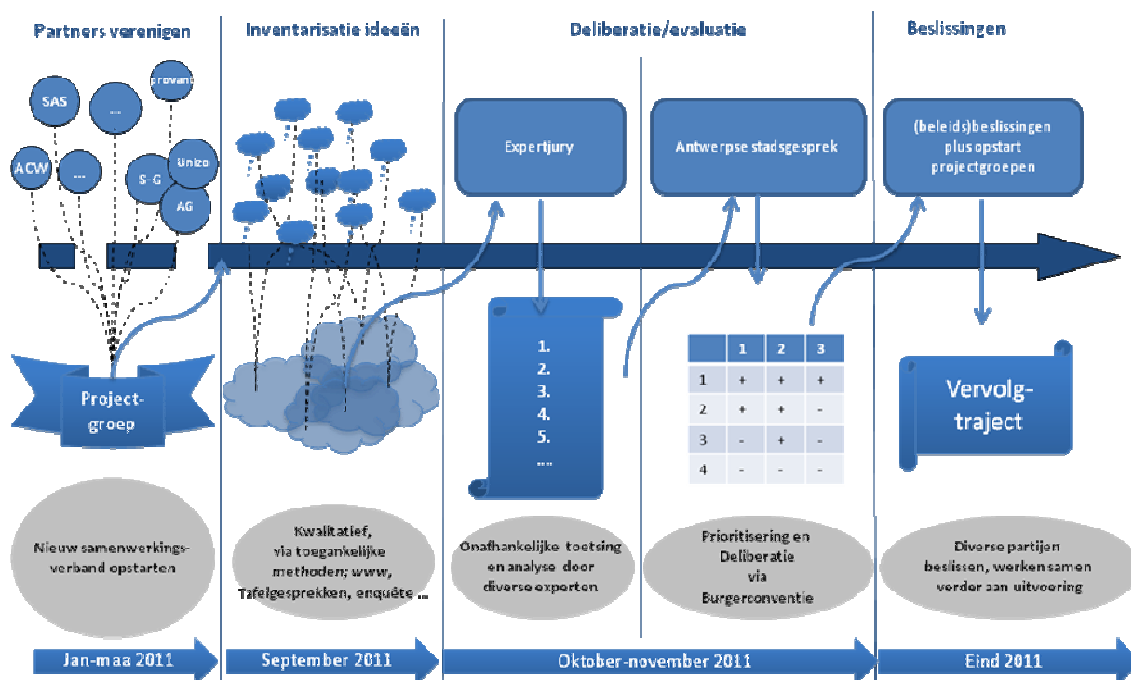 Partners verenigen
Inventarisatie ideeën
Deliberatie/evaluatie
Beslissingen
SAS
...
provant
ACW
...
S-G
Unizo
AG
Project-
groep
Expertjury
Antwerpse stadsgesprek
(beleids)beslissingen
plus opstart
projectgroepen
1.
2.
3.
4.
5.
....
1 2 3
1 + + +
2 + + -
3 - + -
4 - - -
Vervolg-
traject
Nieuw samenwerkings-
verband opstarten
Kwalitatief,
via toegankelijke
methoden; www,
Tafelgesprekken, enquête ...
Onafhankelijke toetsing
en analyse door
diverse experten
Prioritisering en
Deliberatie
via
Burgerconventie
Diverse partijen
beslissen, werken samen
verder aan uitvoering
Jan-maa 2011
September 2011
Oktober-november 2011
Eind 2011